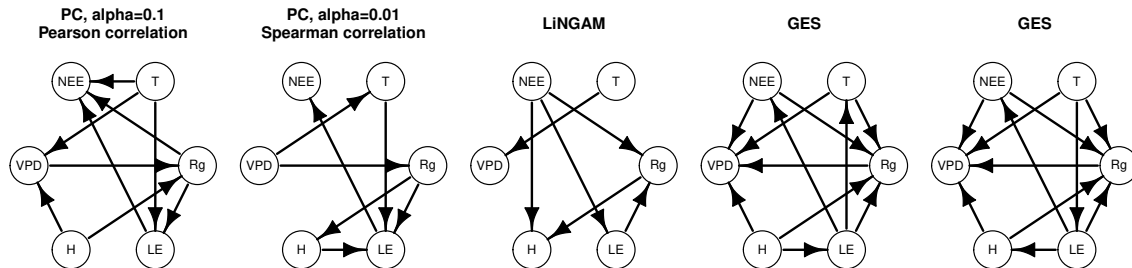 PC, alpha=0.1
Pearson correlation
PC, alpha=0.01
Spearman correlation
LiNGAM
GES
GES
NEE
T
VPD
Rg
H
LE
NEE
T
VPD
Rg
H
LE
NEE
T
VPD
Rg
H
LE
NEE
T
VPD
Rg
H
LE
NEE
T
VPD
Rg
H
LE